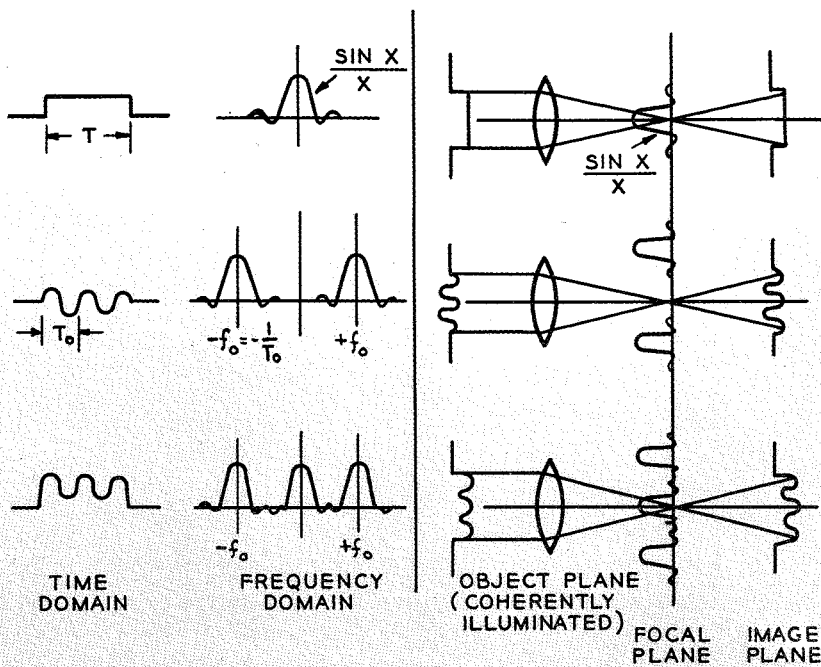 SIN X
X
T
SIN X
X
T₀
-f₀=-1/T₀
+f₀
-f₀
+f₀
TIME
DOMAIN
FREQUENCY
DOMAIN
OBJECT PLANE
(COHERENTLY
ILLUMINATED)
FOCAL
PLANE
IMAGE
PLANE